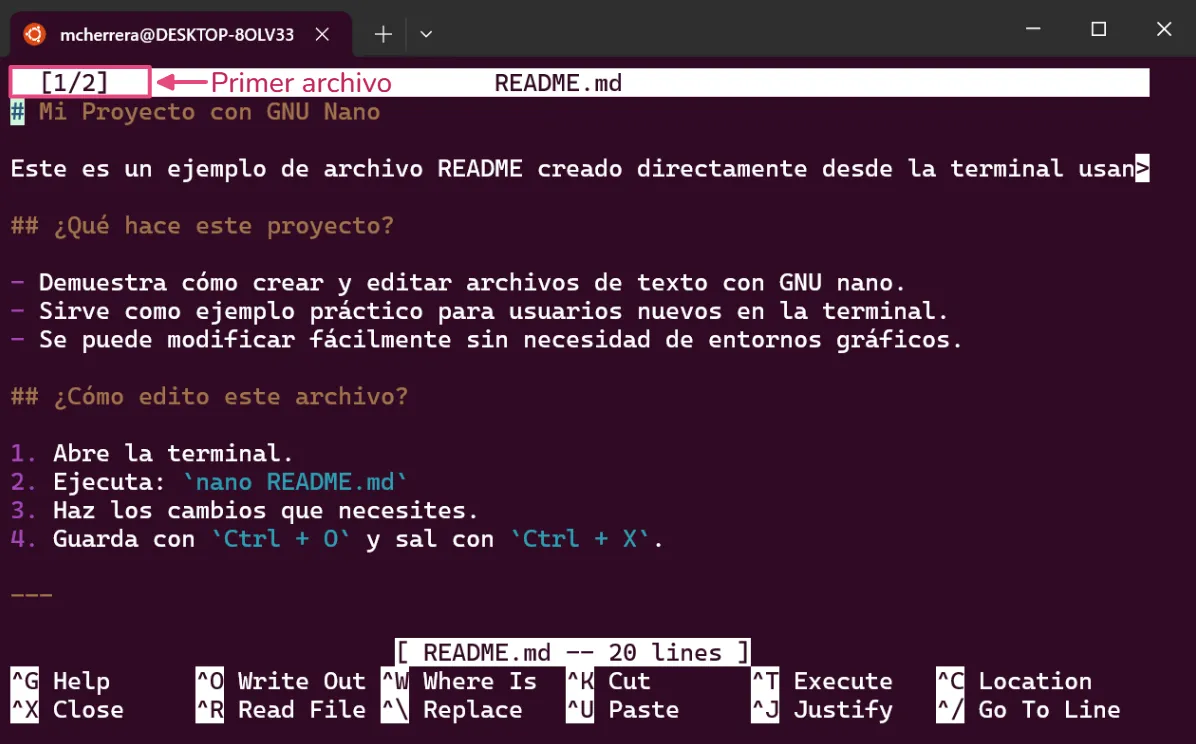 mcherrera@DESKTOP-8OLV33
[1/2] Primer archivo README.md
# Mi Proyecto con GNU Nano
Este es un ejemplo de archivo README creado directamente desde la terminal usan>
## ¿Qué hace este proyecto?
- Demuestra cómo crear y editar archivos de texto con GNU nano.
- Sirve como ejemplo práctico para usuarios nuevos en la terminal.
- Se puede modificar fácilmente sin necesidad de entornos gráficos.
## ¿Cómo edito este archivo?
1. Abre la terminal.
2. Ejecuta: `nano README.md`
3. Haz los cambios que necesites.
4. Guarda con `Ctrl + O` y sal con `Ctrl + X`.
---
[ README.md -- 20 lines ]
^G Help ^O Write Out ^W Where Is ^K Cut ^T Execute ^C Location
^X Close ^R Read File ^\ Replace ^U Paste ^J Justify ^/ Go To Line